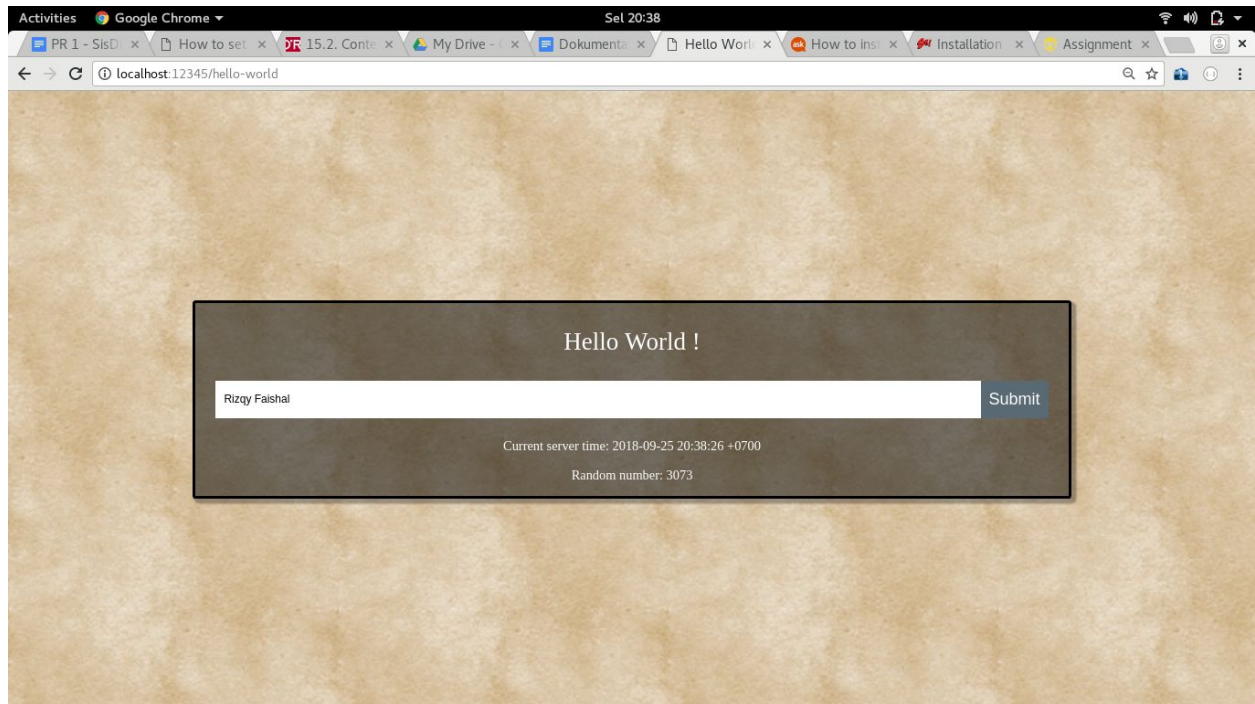 Activities Google Chrome Sel 20:38
PR 1 - SisD How to set 15.2. Conte My Drive - Dokumenta Hello Worl How to inst Installation Assignment
localhost:12345/hello-world
Hello World !
Rizqy Faishal Submit
Current server time: 2018-09-25 20:38:26 +0700
Random number: 3073